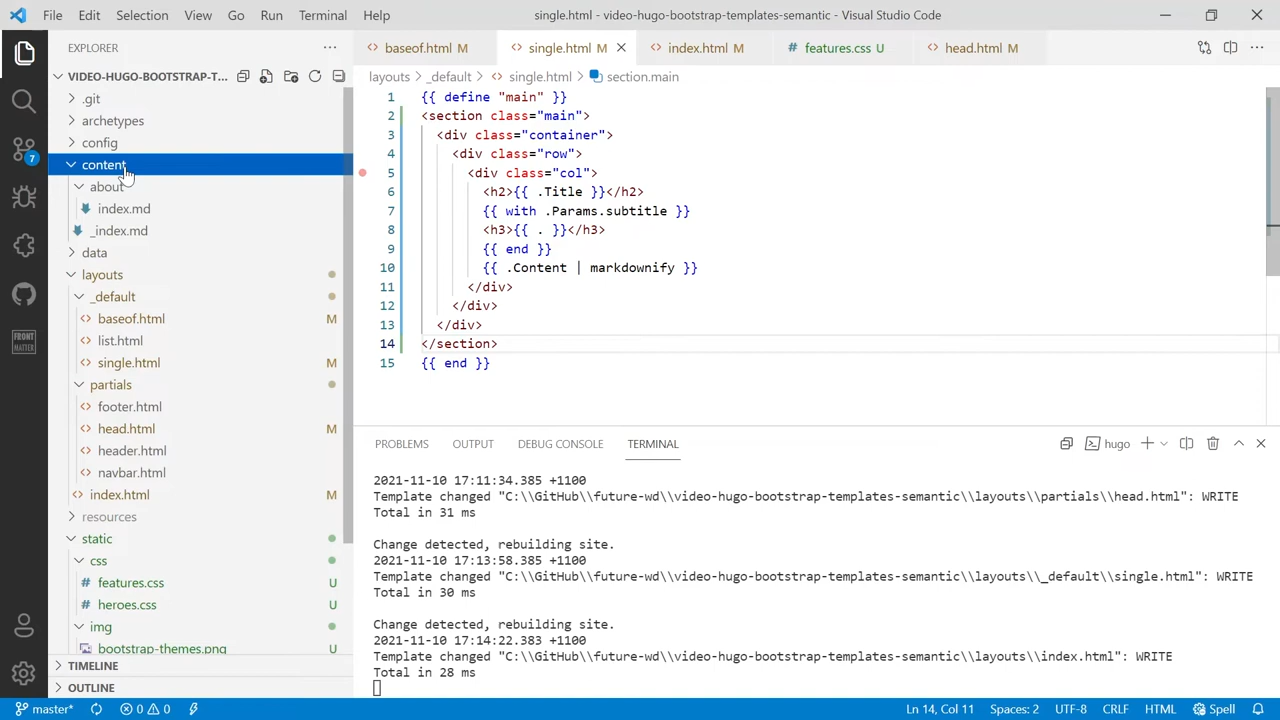 File Edit Selection View Go Run Terminal Help single.html - video-hugo-bootstrap-templates-semantic - Visual Studio Code
EXPLORER
VIDEO-HUGO-BOOTSTRAP-T...
.git
archetypes
config
content
about
index.md
_index.md
data
layouts
_default
baseof.html M
list.html
single.html M
partials
footer.html
head.html M
header.html
navbar.html
index.html M
resources
static
css
features.css U
heroes.css U
img
bootstrap-themes.png U
TIMELINE
OUTLINE
7
FRONT
MATTER
baseof.html M single.html M index.html M features.css U head.html M
layouts > _default > single.html > section.main
1 {{ define "main" }}
2 <section class="main">
3 <div class="container">
4 <div class="row">
5 <div class="col">
6 <h2>{{ .Title }}</h2>
7 {{ with .Params.subtitle }}
8 <h3>{{ . }}</h3>
9 {{ end }}
10 {{ .Content | markdownify }}
11 </div>
12 </div>
13 </div>
14 </section>
15 {{ end }}
PROBLEMS OUTPUT DEBUG CONSOLE TERMINAL hugo
2021-11-10 17:11:34.385 +1100
Template changed "C:\\GitHub\\future-wd\\video-hugo-bootstrap-templates-semantic\\layouts\\partials\\head.html": WRITE
Total in 31 ms
Change detected, rebuilding site.
2021-11-10 17:13:58.385 +1100
Template changed "C:\\GitHub\\future-wd\\video-hugo-bootstrap-templates-semantic\\layouts\\_default\\single.html": WRITE
Total in 30 ms
Change detected, rebuilding site.
2021-11-10 17:14:22.383 +1100
Template changed "C:\\GitHub\\future-wd\\video-hugo-bootstrap-templates-semantic\\layouts\\index.html": WRITE
Total in 28 ms
master* 0 0 Ln 14, Col 11 Spaces: 2 UTF-8 CRLF HTML Spell